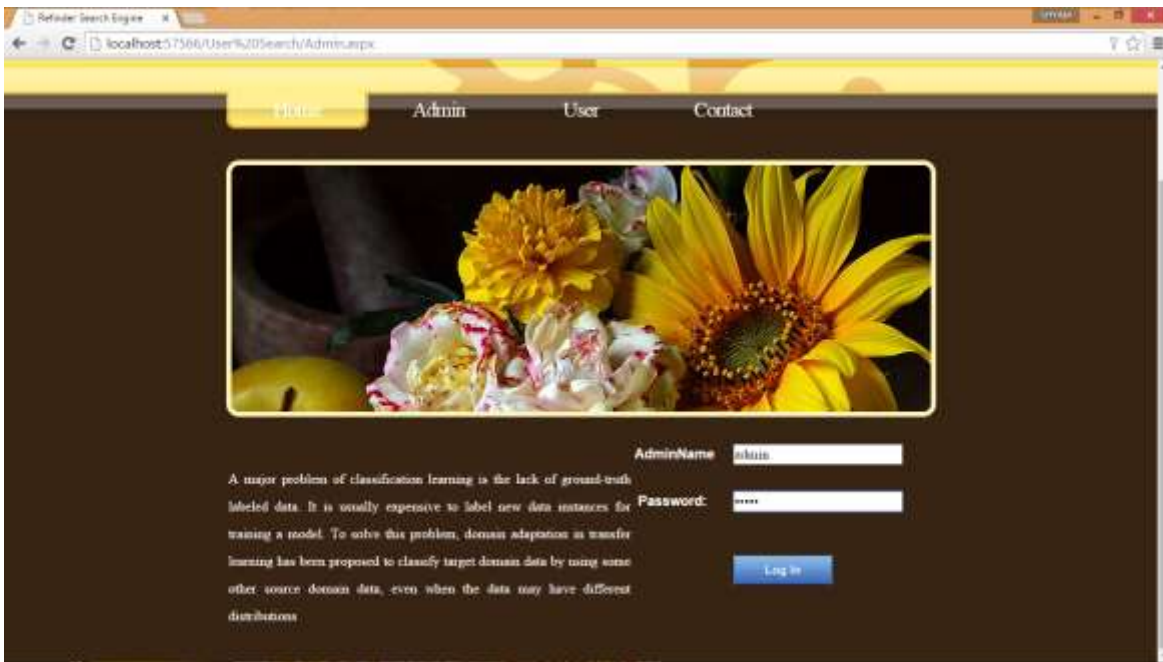 Refinder Search Engine
localhost:57566/User%20Search/Admin.aspx
Home Admin User Contact
AdminName admin
A major problem of classification learning is the lack of ground-truth
labeled data. It is usually expensive to label new data instances for
Password: •••••
training a model. To solve this problem, domain adaptation in transfer
learning has been proposed to classify target domain data by using some
Log In
other source domain data, even when the data may have different
distributions